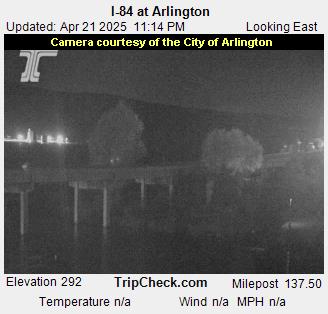 I-84 at Arlington
Updated: Apr 21 2025 11:14 PM Looking East
Camera courtesy of the City of Arlington
Elevation 292 TripCheck.com Milepost 137.50
Temperature n/a Wind n/a MPH n/a